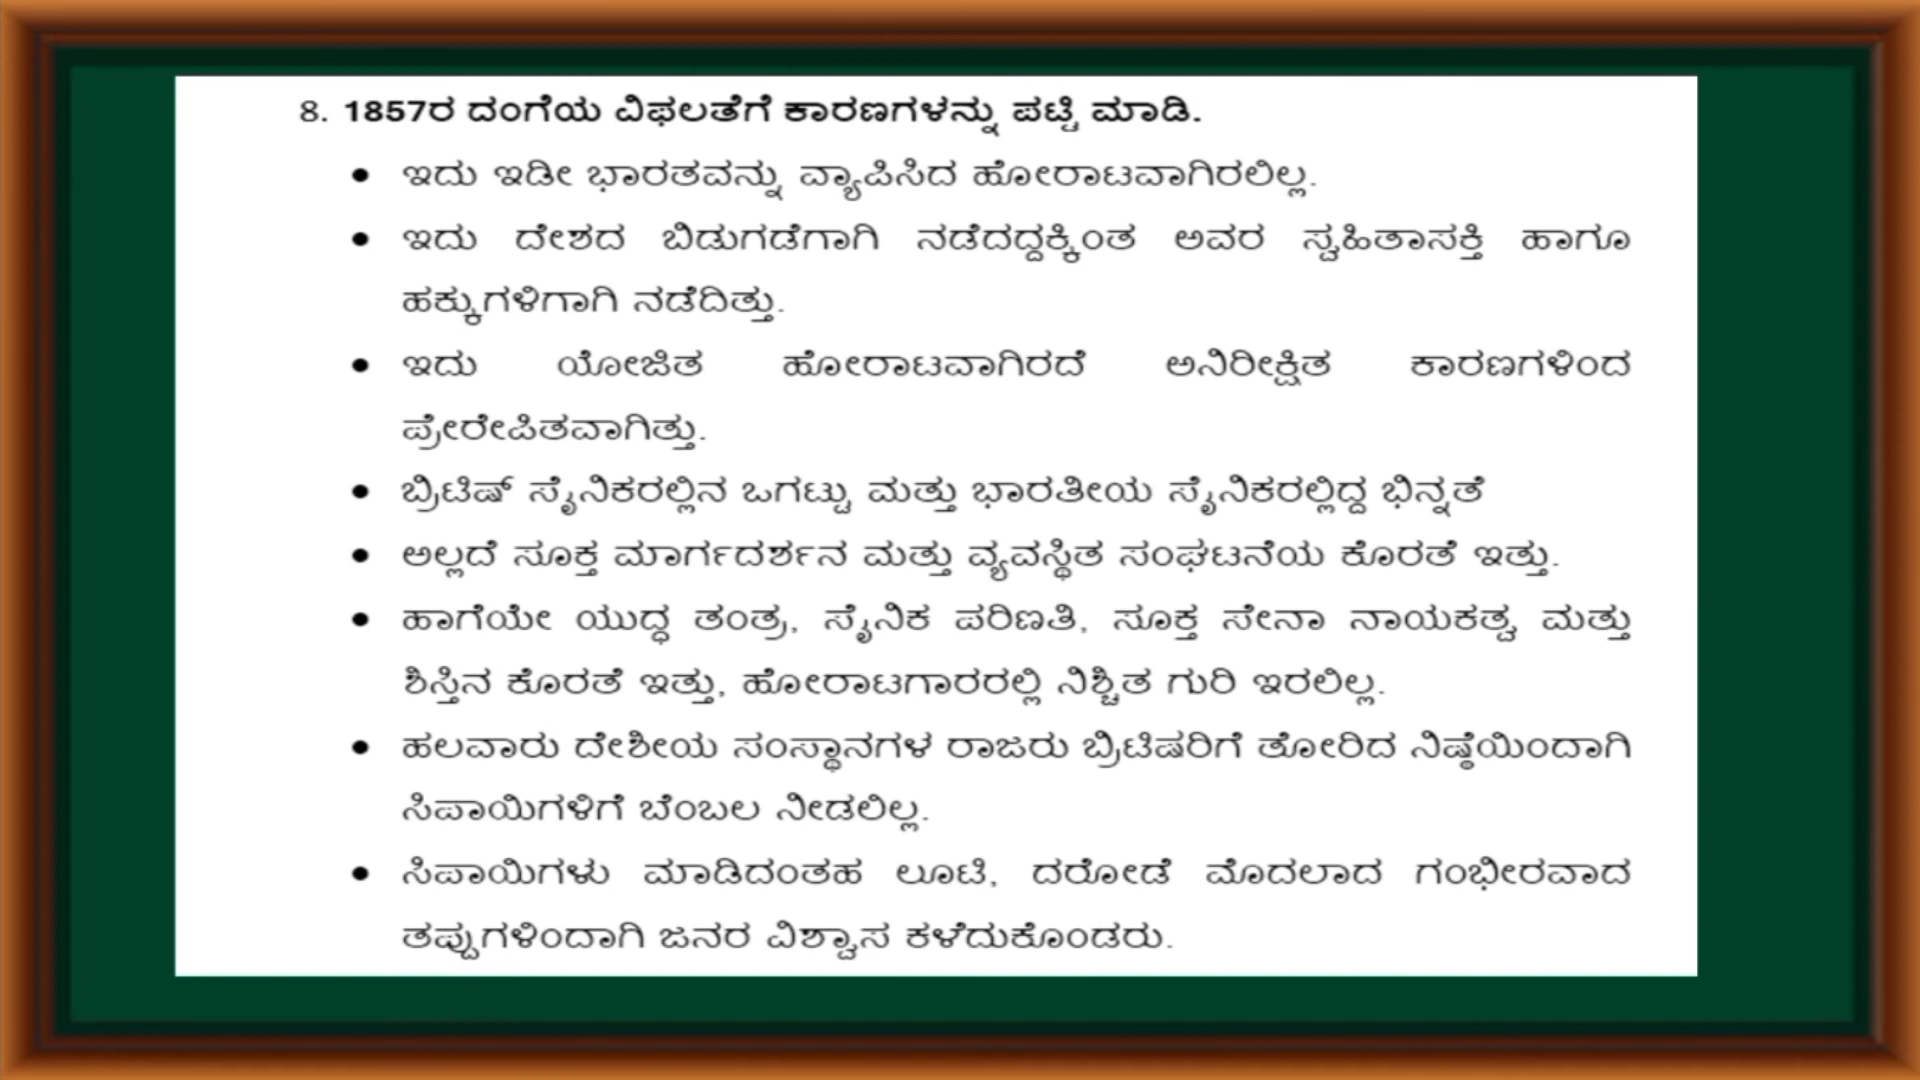 8. 1857ರ ದಂಗೆಯ ವಿಫಲತೆಗೆ ಕಾರಣಗಳನ್ನು ಪಟ್ಟಿ ಮಾಡಿ.
• ಇದು ಇಡೀ ಭಾರತವನ್ನು ವ್ಯಾಪಿಸಿದ ಹೋರಾಟವಾಗಿರಲಿಲ್ಲ.
• ಇದು ದೇಶದ ಬಿಡುಗಡೆಗಾಗಿ ನಡೆದದ್ದಕ್ಕಿಂತ ಅವರ ಸ್ವಹಿತಾಸಕ್ತಿ ಹಾಗೂ
ಹಕ್ಕುಗಳಿಗಾಗಿ ನಡೆದಿತ್ತು.
• ಇದು ಯೋಜಿತ ಹೋರಾಟವಾಗಿರದೆ ಅನಿರೀಕ್ಷಿತ ಕಾರಣಗಳಿಂದ
ಪ್ರೇರೇಪಿತವಾಗಿತ್ತು.
• ಬ್ರಿಟಿಷ್ ಸೈನಿಕರಲ್ಲಿನ ಒಗಟ್ಟು ಮತ್ತು ಭಾರತೀಯ ಸೈನಿಕರಲ್ಲಿದ್ದ ಭಿನ್ನತೆ
• ಅಲ್ಲದೆ ಸೂಕ್ತ ಮಾರ್ಗದರ್ಶನ ಮತ್ತು ವ್ಯವಸ್ಥಿತ ಸಂಘಟನೆಯ ಕೊರತೆ ಇತ್ತು.
• ಹಾಗೆಯೇ ಯುದ್ಧ ತಂತ್ರ, ಸೈನಿಕ ಪರಿಣತಿ, ಸೂಕ್ತ ಸೇನಾ ನಾಯಕತ್ವ ಮತ್ತು
ಶಿಸ್ತಿನ ಕೊರತೆ ಇತ್ತು, ಹೋರಾಟಗಾರರಲ್ಲಿ ನಿಶ್ಚಿತ ಗುರಿ ಇರಲಿಲ್ಲ.
• ಹಲವಾರು ದೇಶೀಯ ಸಂಸ್ಥಾನಗಳ ರಾಜರು ಬ್ರಿಟಿಷರಿಗೆ ತೋರಿದ ನಿಷ್ಠೆಯಿಂದಾಗಿ
ಸಿಪಾಯಿಗಳಿಗೆ ಬೆಂಬಲ ನೀಡಲಿಲ್ಲ.
• ಸಿಪಾಯಿಗಳು ಮಾಡಿದಂತಹ ಲೂಟಿ, ದರೋಡೆ ಮೊದಲಾದ ಗಂಭೀರವಾದ
ತಪ್ಪುಗಳಿಂದಾಗಿ ಜನರ ವಿಶ್ವಾಸ ಕಳೆದುಕೊಂಡರು.